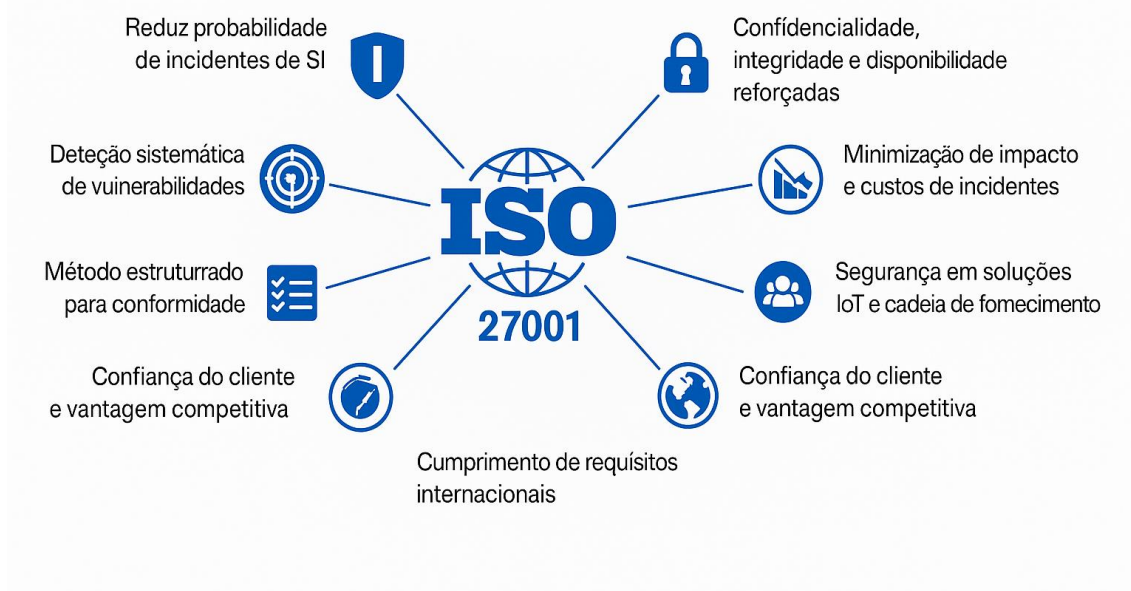 Reduz probabilidade
de incidentes de SI
Confídencialidade,
integridade e disponibilidade
reforçadas
Deteção sistemática
de vuinerabilidades
Minimização de impacto
e custos de incidentes
ISO
27001
Método estruturrado
para conformidade
Segurança em soluções
IoT e cadeia de fomecimento
Confiança do cliente
e vantagem competitiva
Confiança do cliente
e vantagem competitiva
Cumprimento de requísitos
internacionais